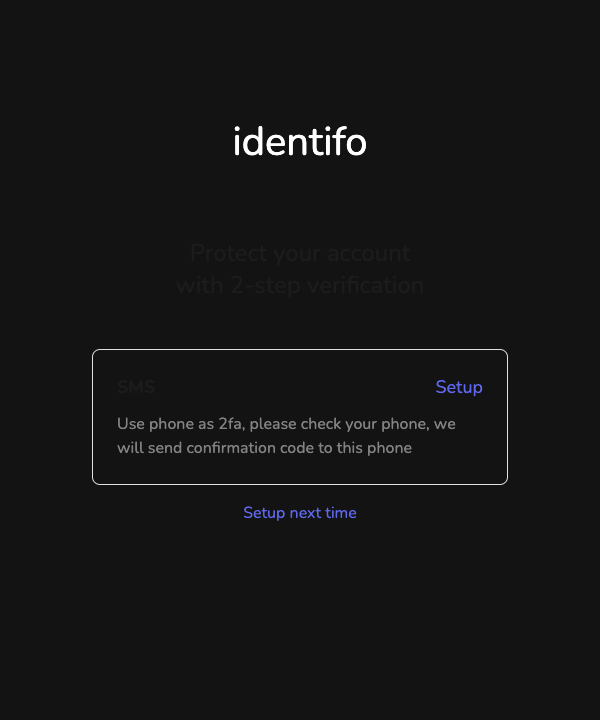 identifo
Protect your account
with 2-step verification
SMS
Setup
Use phone as 2fa, please check your phone, we
will send confirmation code to this phone
Setup next time